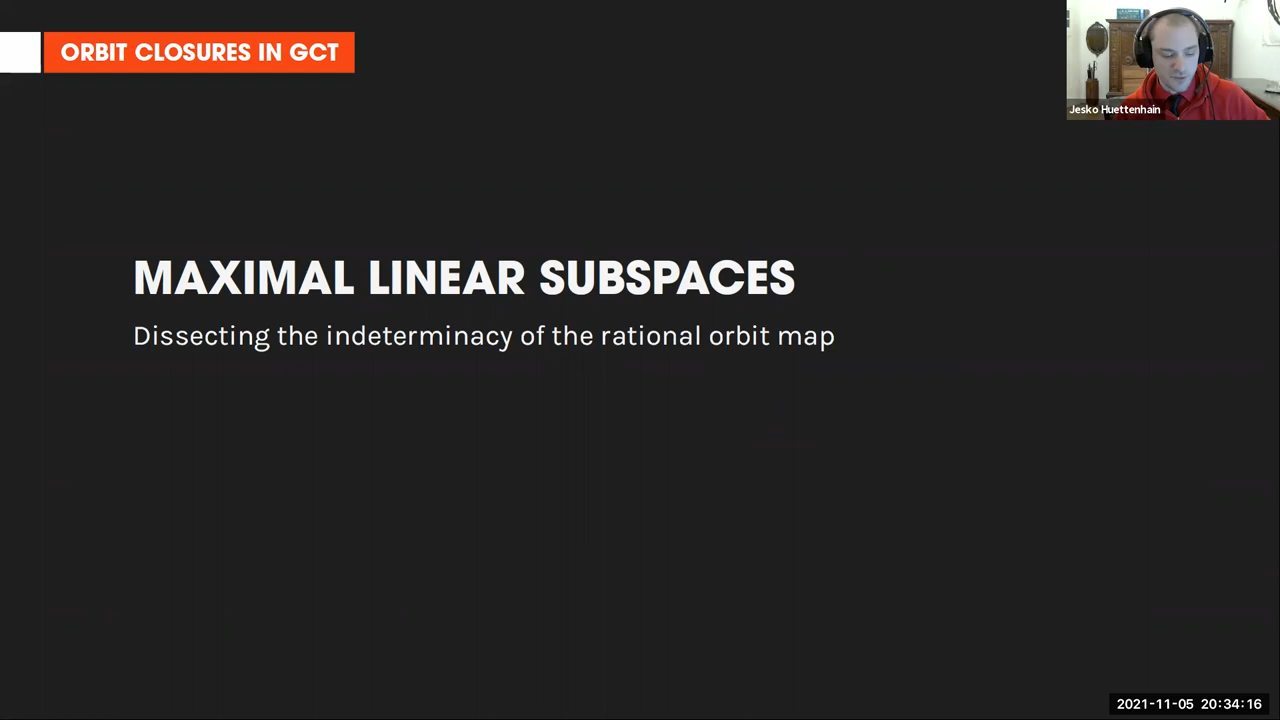 ORBIT CLOSURES IN GCT
Jesko Huettenhain
MAXIMAL LINEAR SUBSPACES
Dissecting the indeterminacy of the rational orbit map
2021-11-05 20:34:16